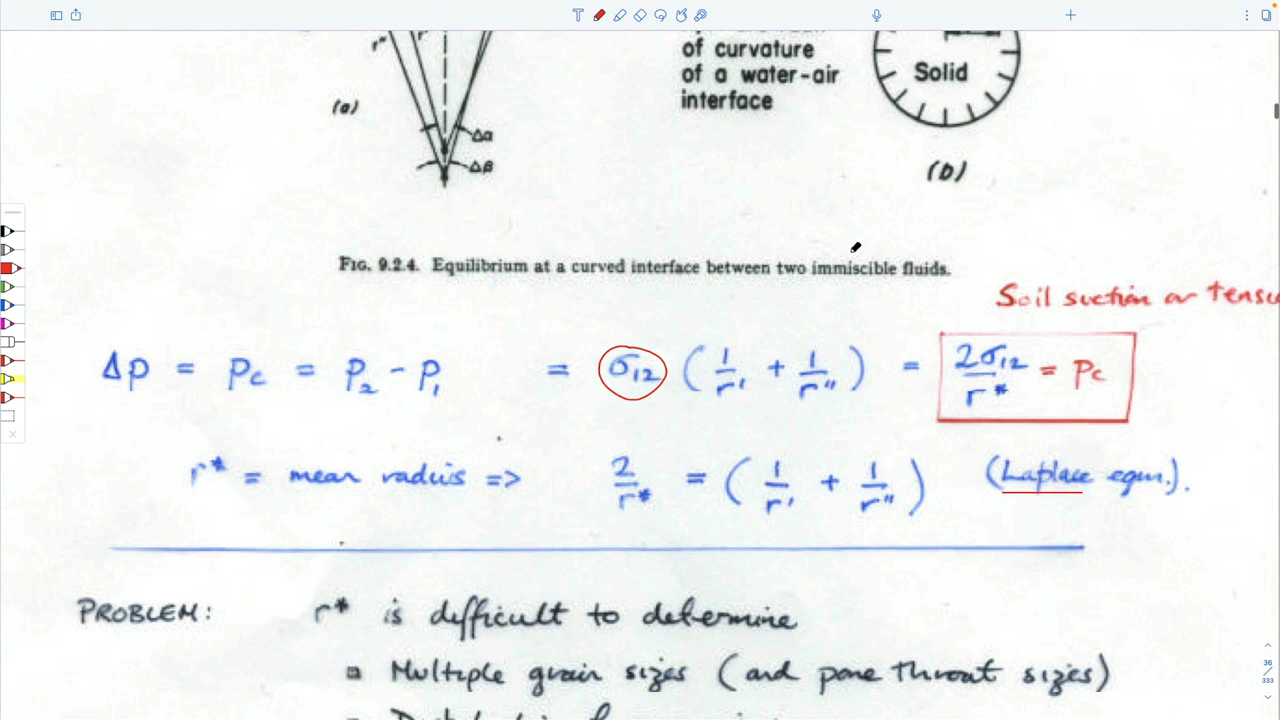 r"
r'
of curvature
of a water-air
interface
Solid
(a)
Δα
Δβ
(b)
FIG. 9.2.4. Equilibrium at a curved interface between two immiscible fluids.
Soil suction or
Δp = pc = p2 - p1 = σ12 (1/r' + 1/r") = 2σ12/r* = pc
r* = mean radius => 2/r* = (1/r' + 1/r") (Laplace eqn.).
PROBLEM: r* is difficult to determine
▫ Multiple grain sizes (and pore throat sizes)
36
/
333